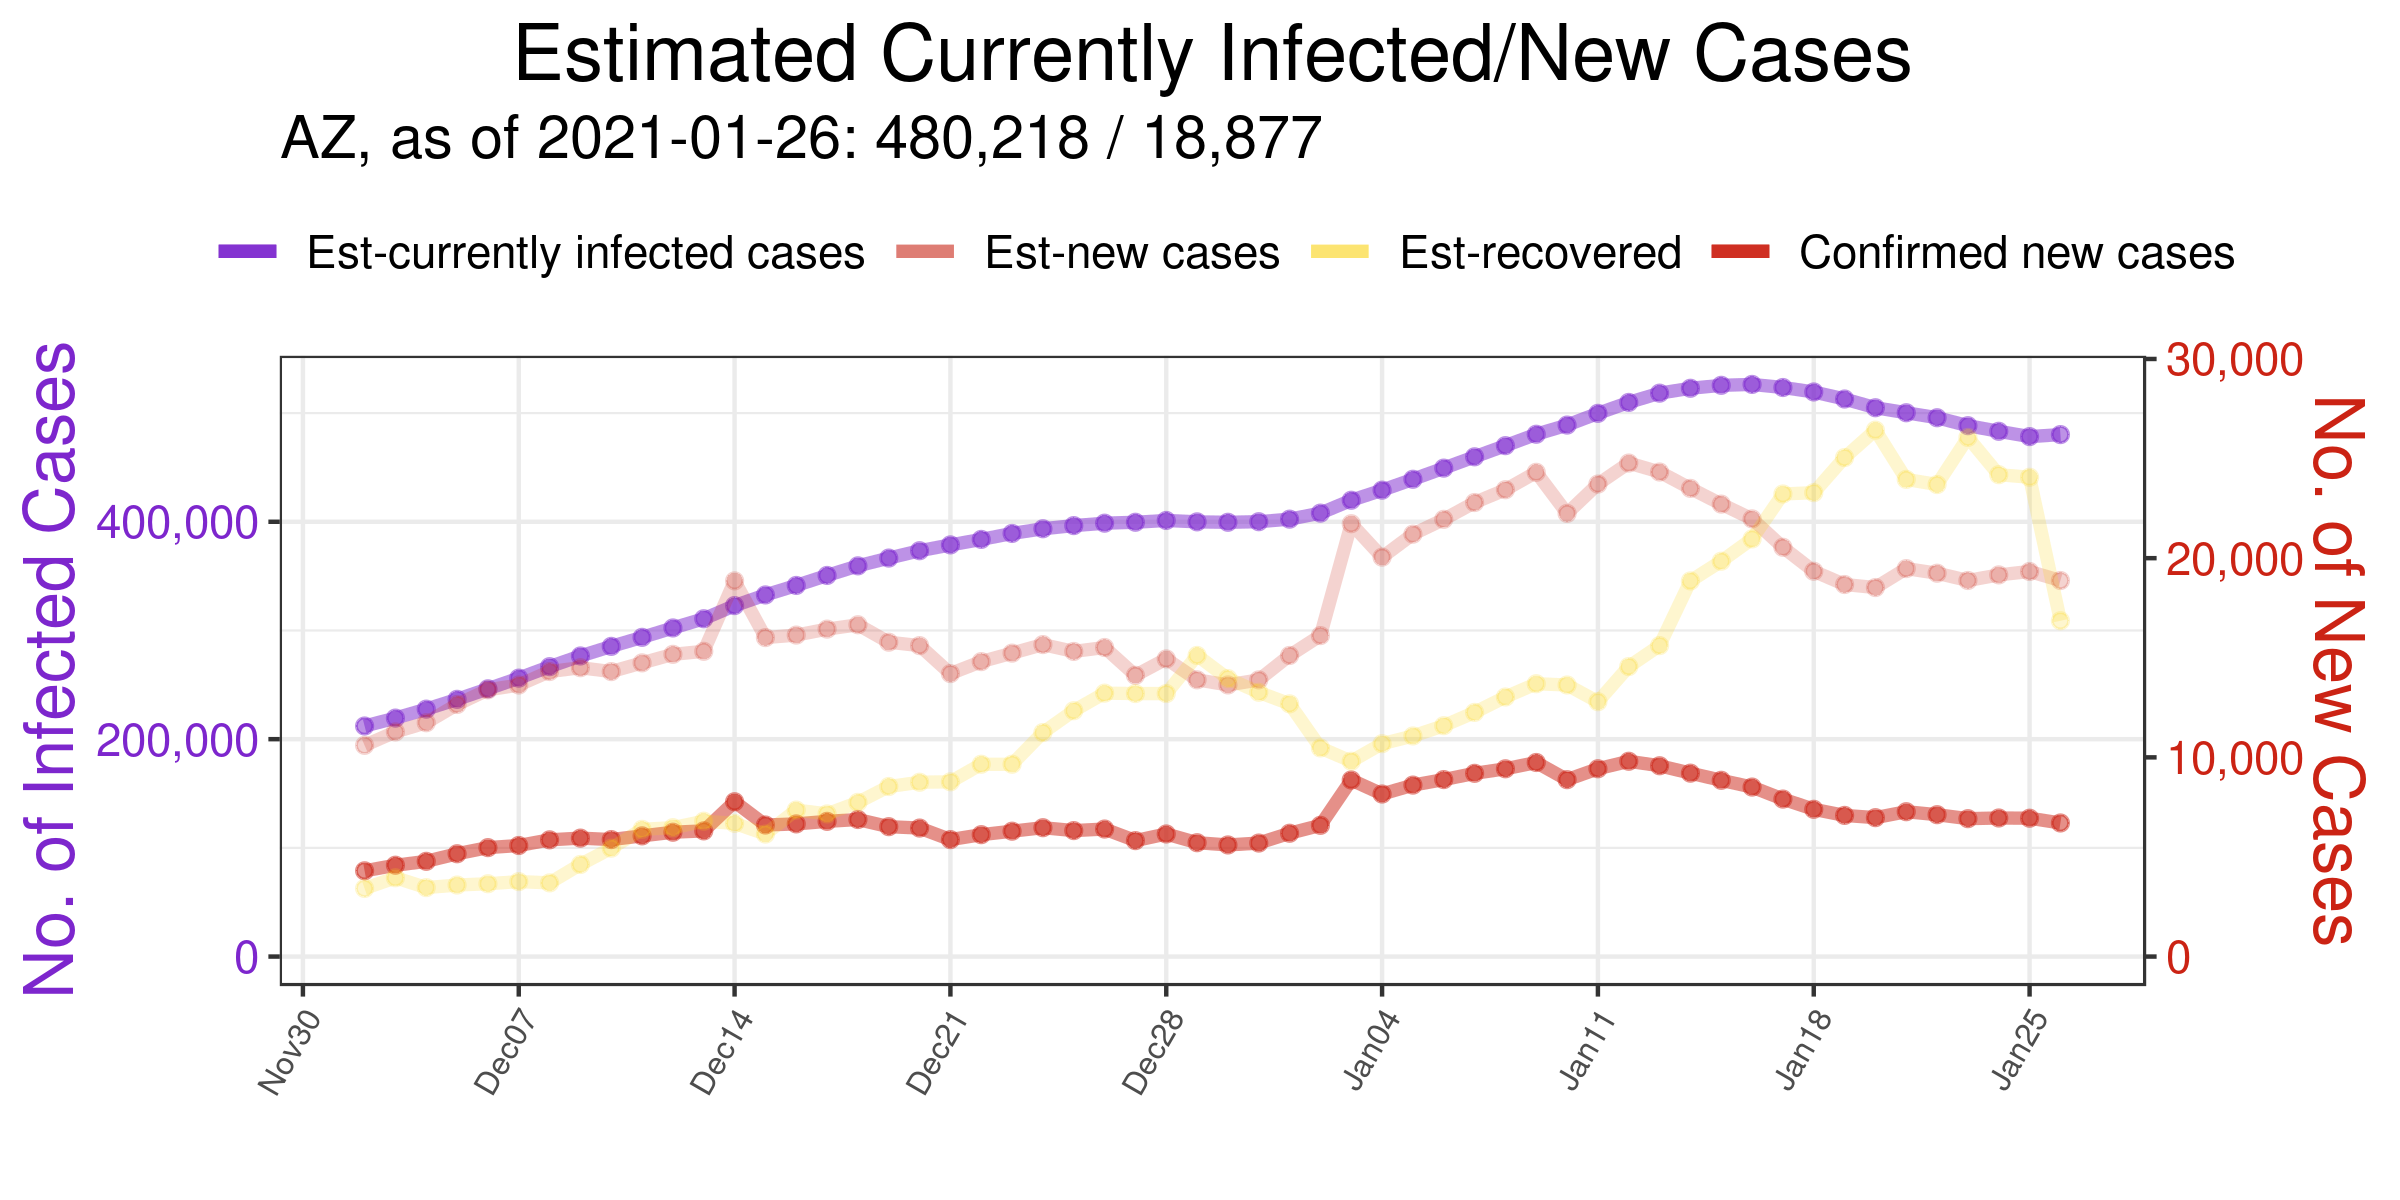 Estimated Currently Infected/New Cases
AZ, as of 2021-01-26: 480,218 / 18,877
Est-currently infected cases Est-new cases Est-recovered Confirmed new cases
No. of Infected Cases
400,000
200,000
0
30,000
20,000
10,000
0
No. of New Cases
Nov30 Dec07 Dec14 Dec21 Dec28 Jan04 Jan11 Jan18 Jan25